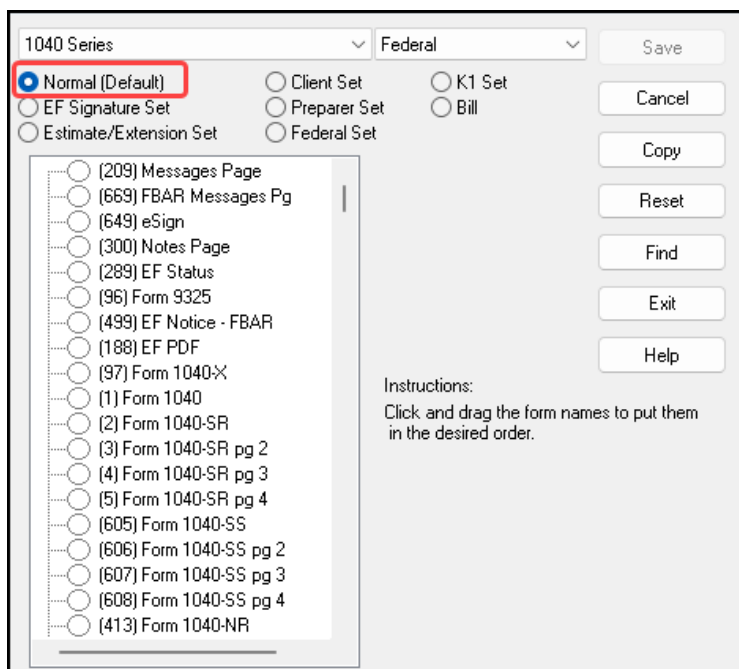 1040 Series
Federal
Save
Normal (Default)
Client Set
K1 Set
EF Signature Set
Preparer Set
Bill
Estimate/Extension Set
Federal Set
Cancel
Copy
Reset
Find
Exit
Help
(209) Messages Page
(669) FBAR Messages Pg
(649) eSign
(300) Notes Page
(289) EF Status
(96) Form 9325
(499) EF Notice - FBAR
(188) EF PDF
(97) Form 1040-X
(1) Form 1040
(2) Form 1040-SR
(3) Form 1040-SR pg 2
(4) Form 1040-SR pg 3
(5) Form 1040-SR pg 4
(605) Form 1040-SS
(606) Form 1040-SS pg 2
(607) Form 1040-SS pg 3
(608) Form 1040-SS pg 4
(413) Form 1040-NR
Instructions:
Click and drag the form names to put them
in the desired order.